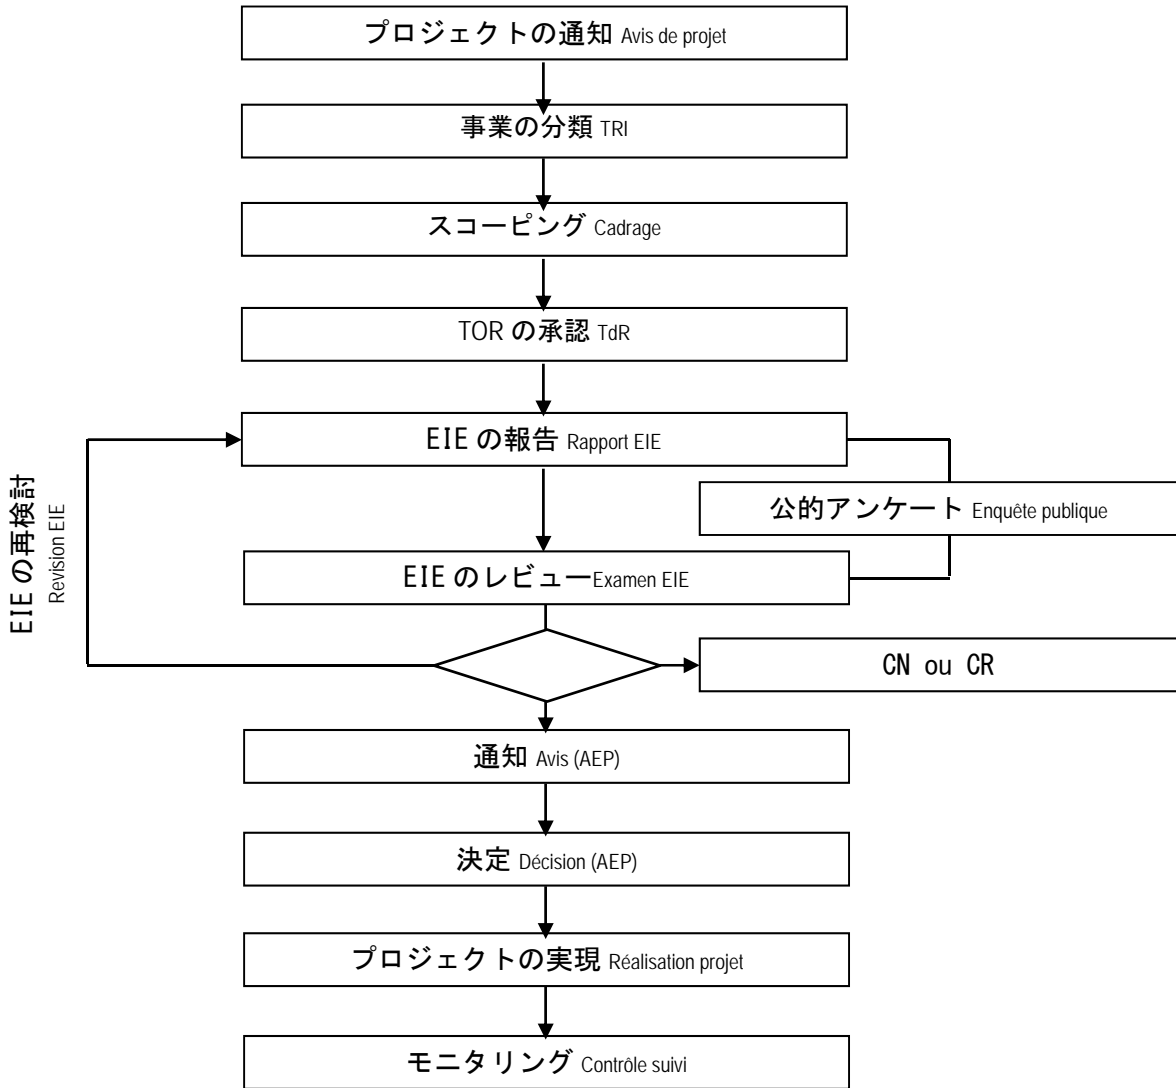 プロジェクトの通知 Avis de projet
事業の分類 TRI
スコーピング Cadrage
TOR の承認 TdR
EIE の報告 Rapport EIE
公的アンケート Enquête publique
EIE の再検討
Revision EIE
EIE のレビューExamen EIE
CN ou CR
通知 Avis (AEP)
決定 Décision (AEP)
プロジェクトの実現 Réalisation projet
モニタリング Contrôle suivi